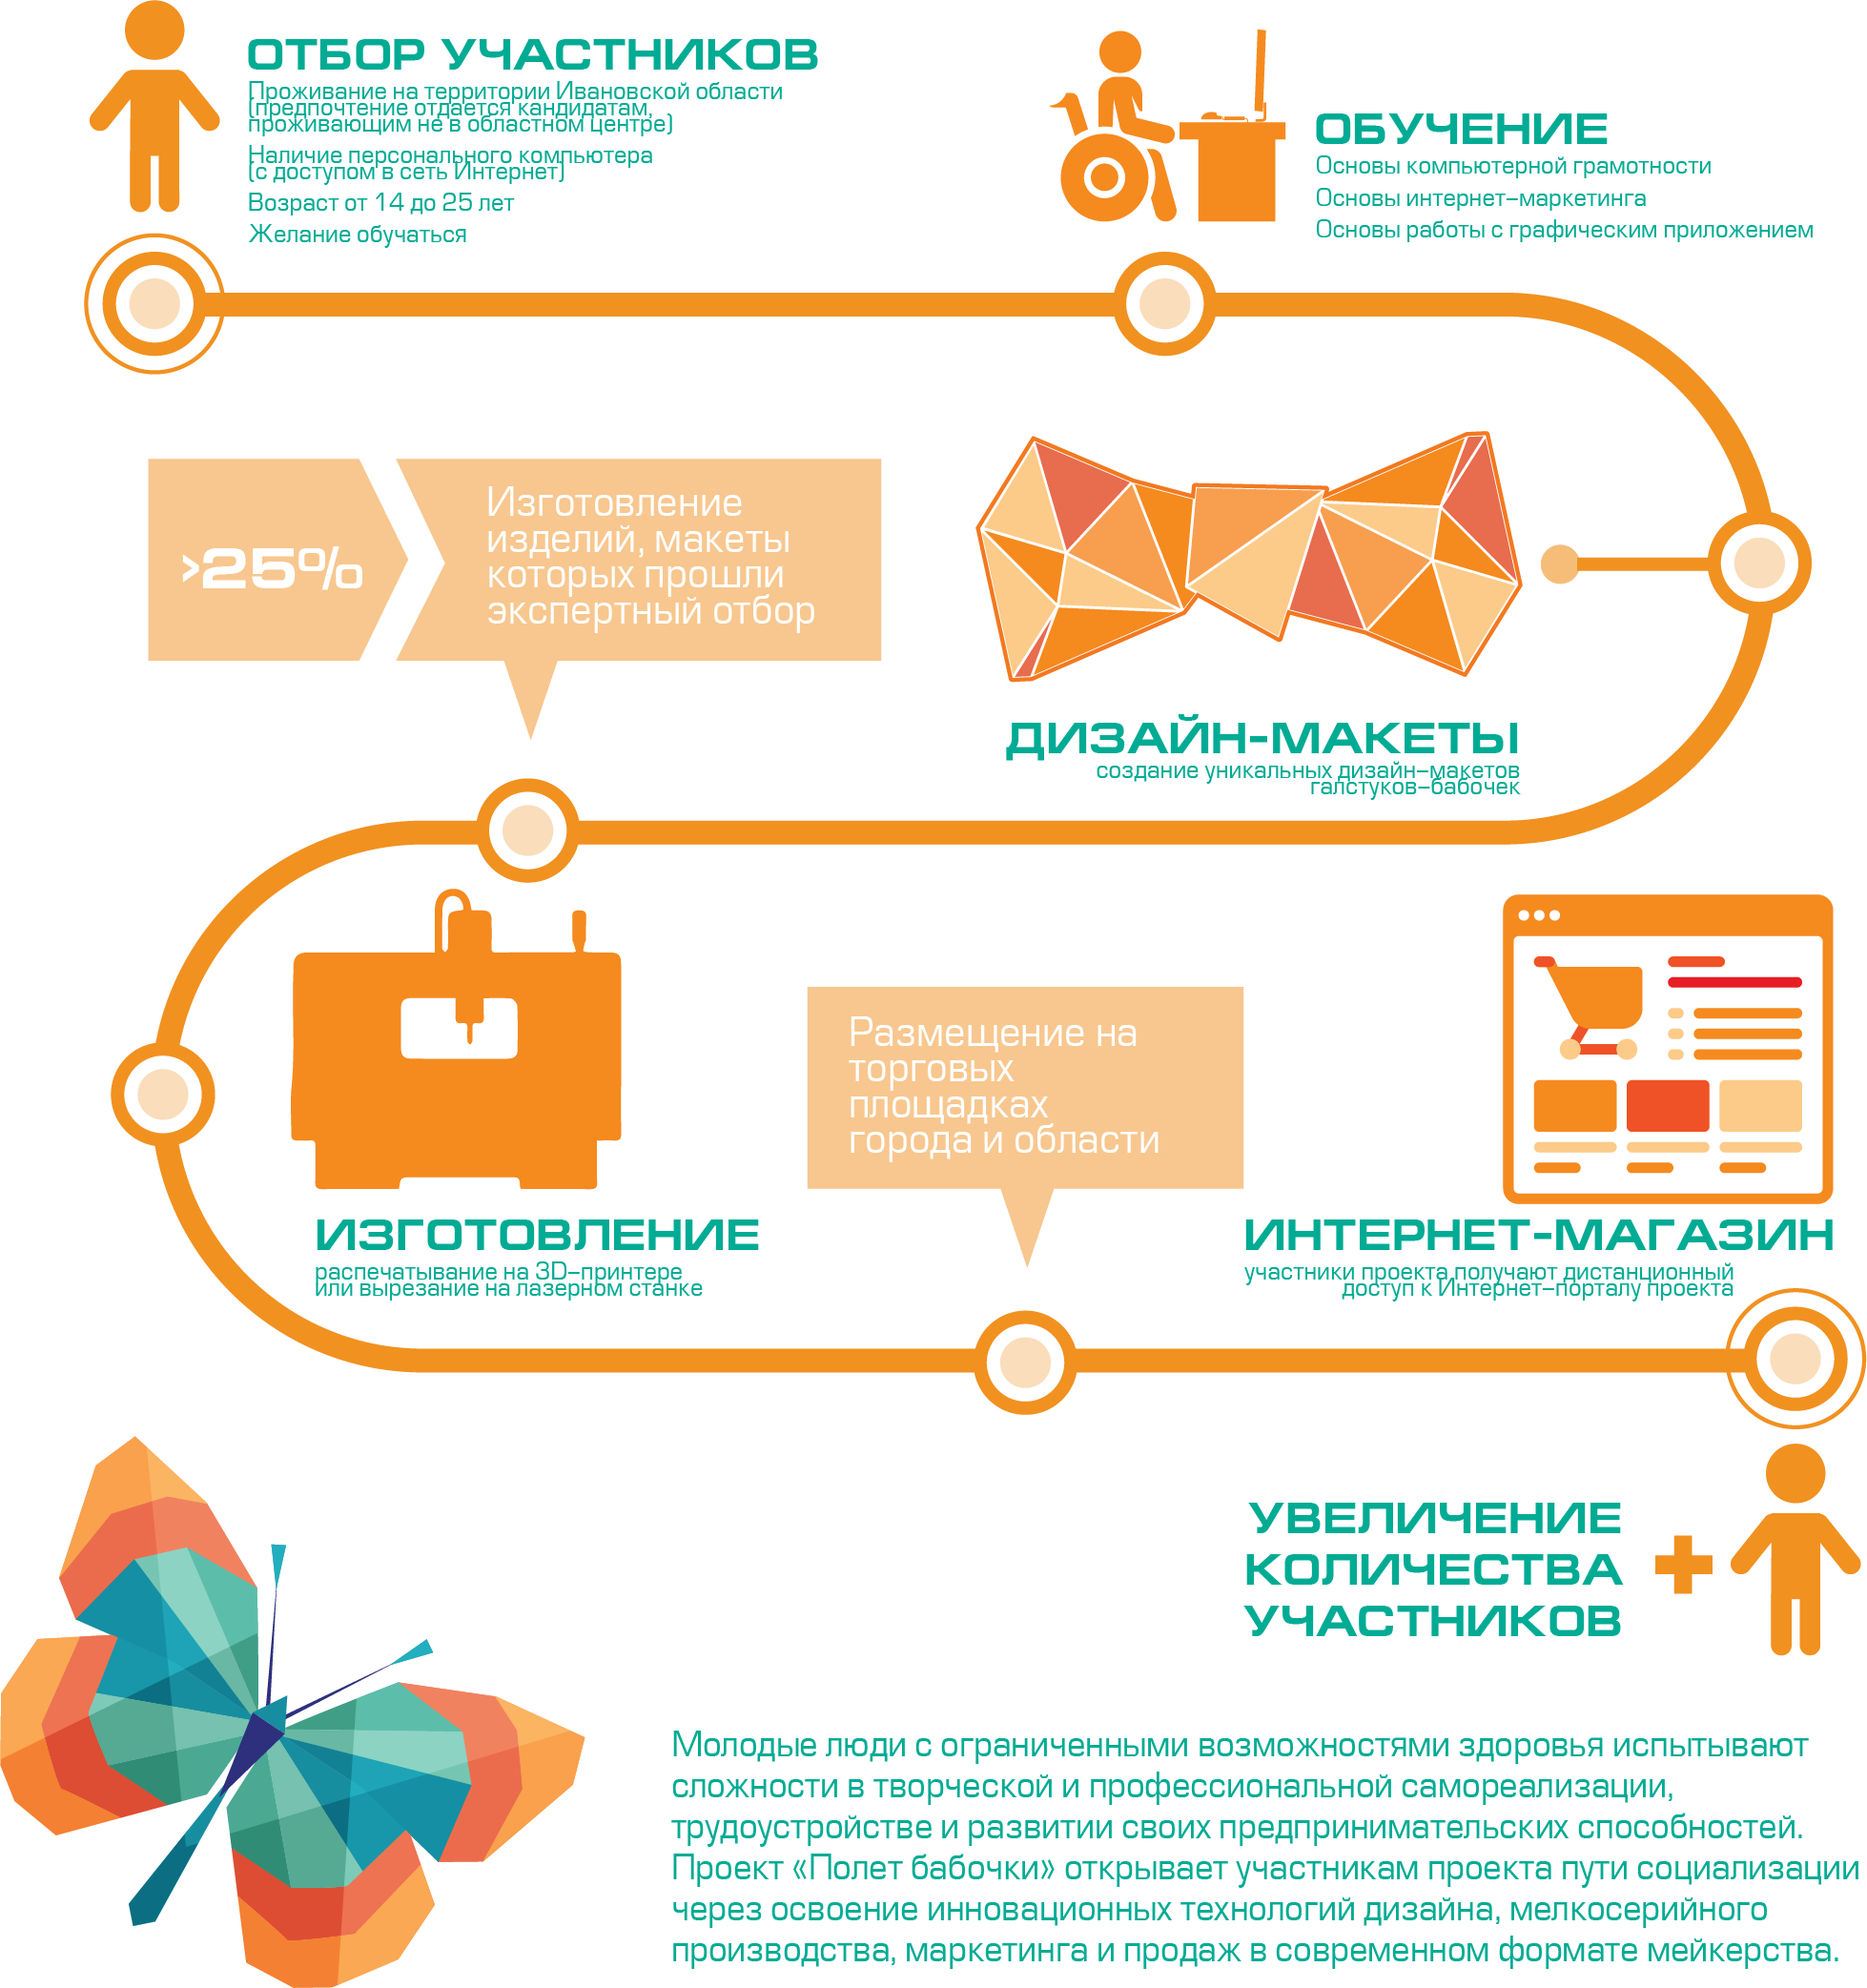 ОТБОР УЧАСТНИКОВ
Проживание на территории Ивановской области
(предпочтение отдается кандидатам,
проживающим не в областном центре)
Наличие персонального компьютера
(с доступом в сеть Интернет)
Возраст от 14 до 25 лет
Желание обучаться
ОБУЧЕНИЕ
Основы компьютерной грамотности
Основы интернет-маркетинга
Основы работы с графическим приложением
>25%
Изготовление
изделий, макеты
которых прошли
экспертный отбор
ДИЗАЙН-МАКЕТЫ
создание уникальных дизайн-макетов
галстуков-бабочек
ИЗГОТОВЛЕНИЕ
распечатывание на 3D-принтере
или вырезание на лазерном станке
Размещение на
торговых
площадках
города и области
ИНТЕРНЕТ-МАГАЗИН
участники проекта получают дистанционный
доступ к Интернет-порталу проекта
УВЕЛИЧЕНИЕ
КОЛИЧЕСТВА
УЧАСТНИКОВ
Молодые люди с ограниченными возможностями здоровья испытывают
сложности в творческой и профессиональной самореализации,
трудоустройстве и развитии своих предпринимательских способностей.
Проект «Полет бабочки» открывает участникам проекта пути социализации
через освоение инновационных технологий дизайна, мелкосерийного
производства, маркетинга и продаж в современном формате мейкерства.